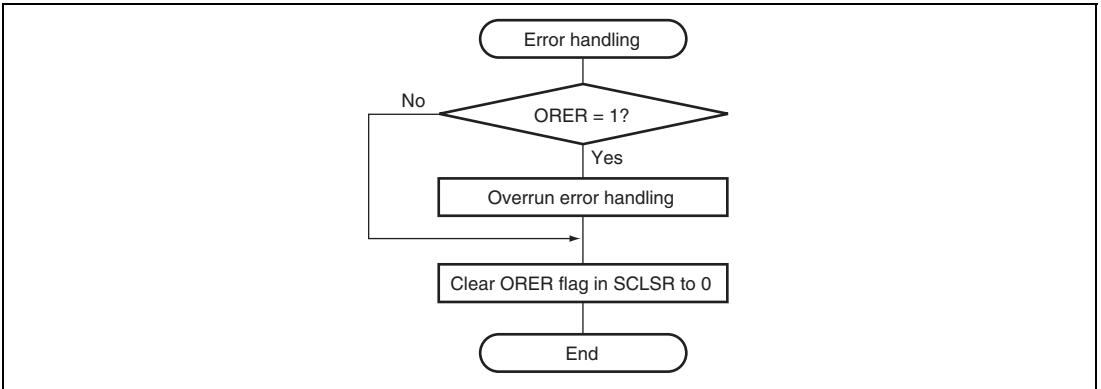 Error handling
No
ORER = 1?
Yes
Overrun error handling
Clear ORER flag in SCLSR to 0
End